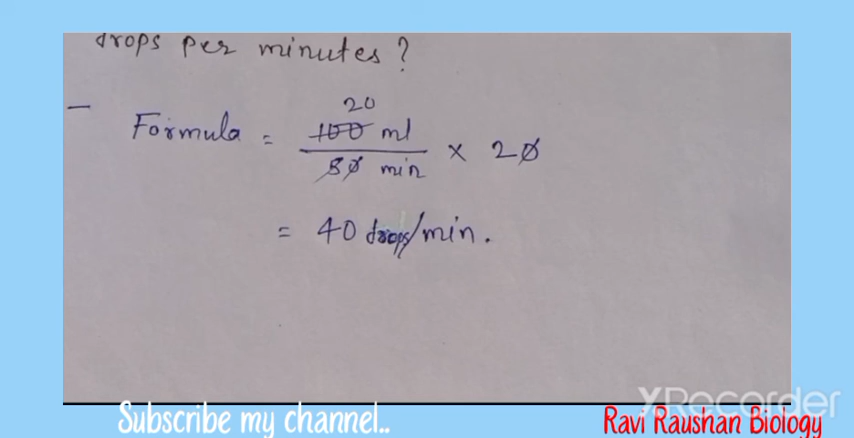 drops per minutes?
— Formula = 20
100 ml
50 min × 20
= 40 drops/min.
XRecorder
Subscribe my channel..
Ravi Raushan Biology